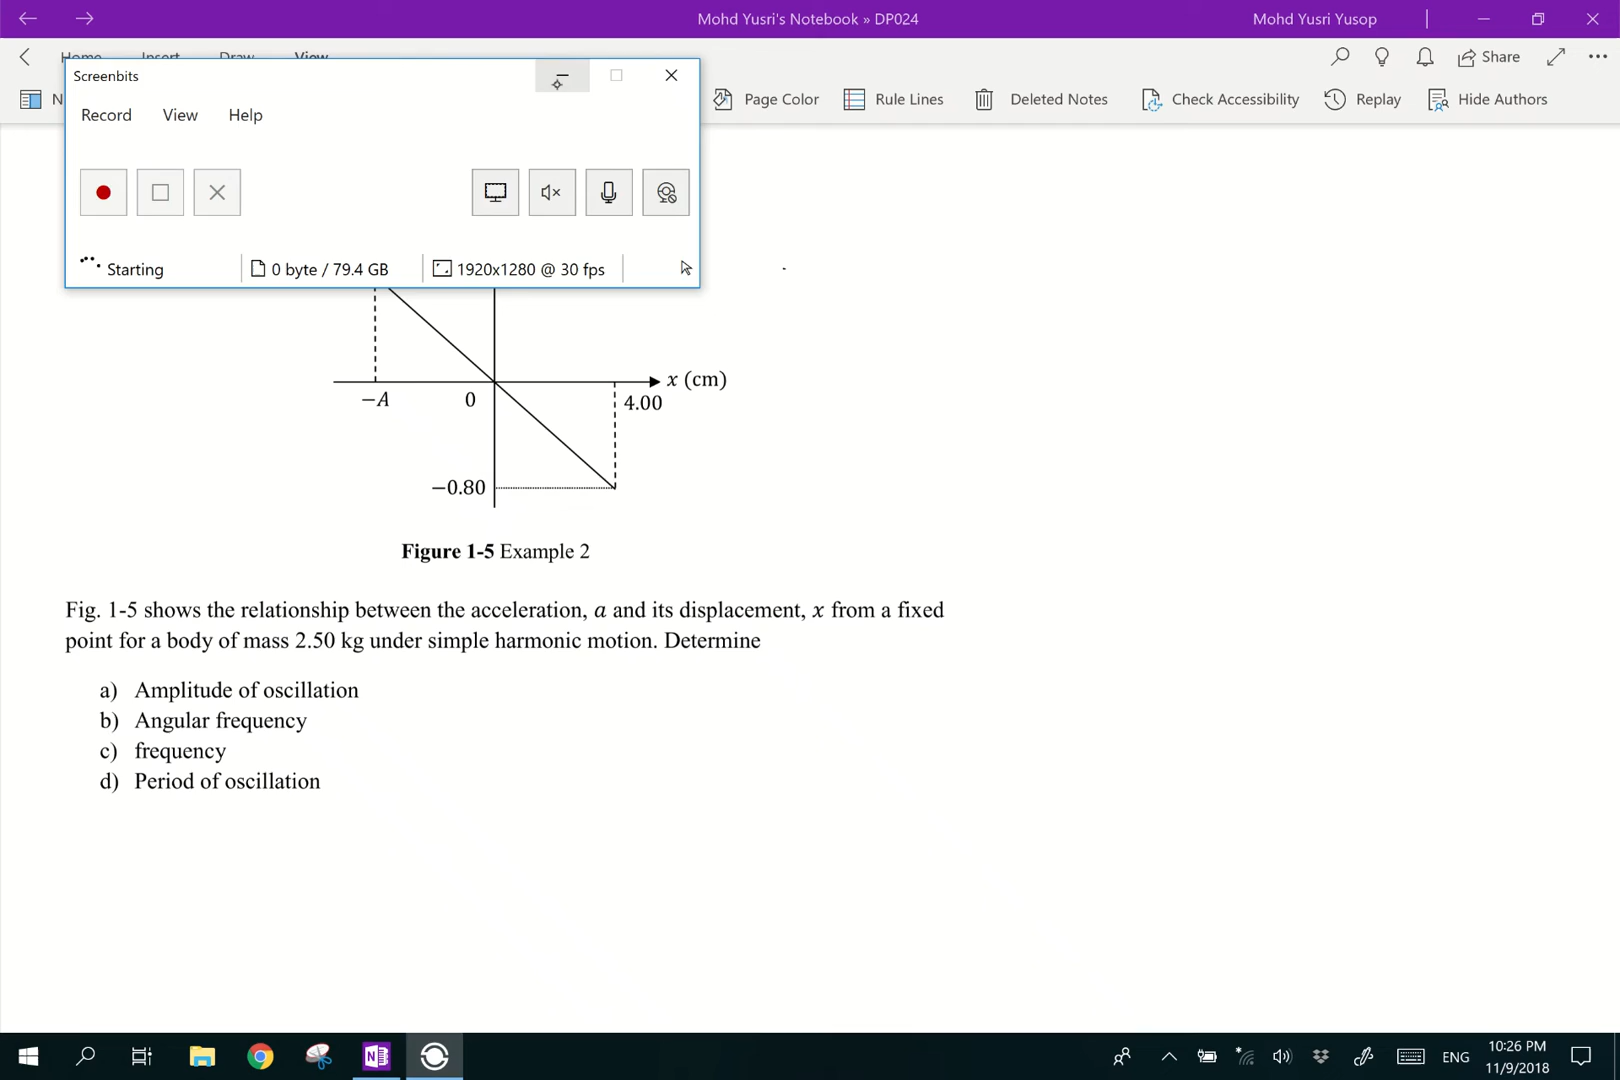 Mohd Yusri's Notebook » DP024
Mohd Yusri Yusop
Home Insert Draw View
Share
N
Page Color
Rule Lines
Deleted Notes
Check Accessibility
Replay
Hide Authors
Screenbits
Record View Help
Starting
0 byte / 79.4 GB
1920x1280 @ 30 fps
x (cm)
−A
0
4.00
−0.80
Figure 1-5 Example 2
Fig. 1-5 shows the relationship between the acceleration, a and its displacement, x from a fixed
point for a body of mass 2.50 kg under simple harmonic motion. Determine
a) Amplitude of oscillation
b) Angular frequency
c) frequency
d) Period of oscillation
N
ENG
10:26 PM
11/9/2018